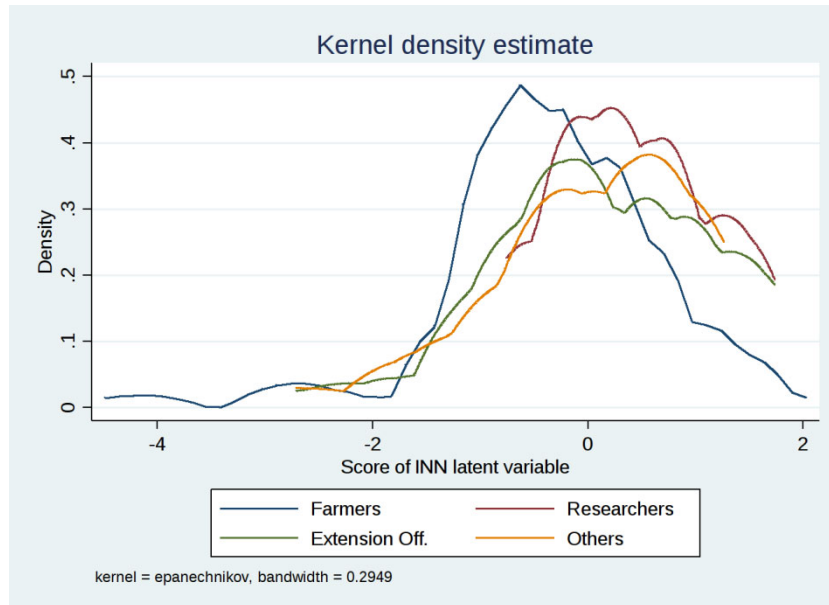 Kernel density estimate
Density
.5
.4
.3
.2
.1
0
-4 -2 0 2
Score of INN latent variable
Farmers Researchers
Extension Off. Others
kernel = epanechnikov, bandwidth = 0.2949